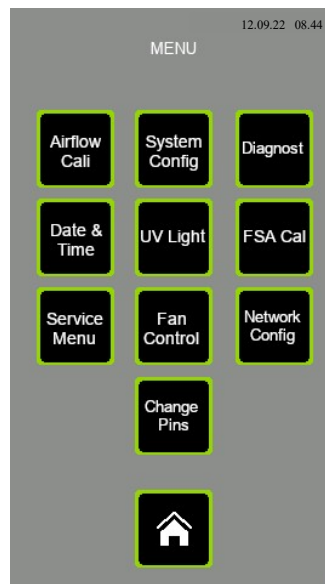 12.09.22 08.44
MENU
Airflow
Cali
System
Config
Diagnost
Date &
Time
UV Light
FSA Cal
Service
Menu
Fan
Control
Network
Config
Change
Pins